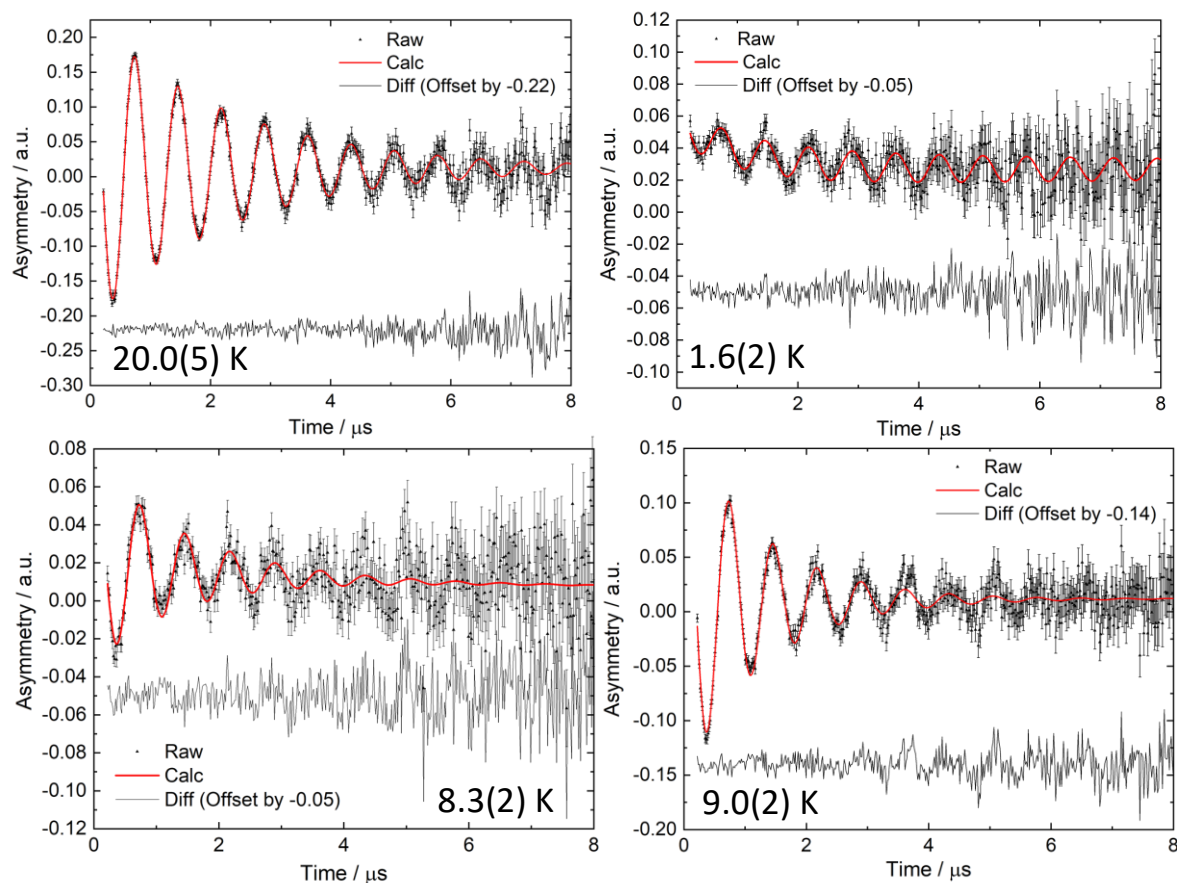 0.20
0.15
0.10
0.05
0.00
-0.05
-0.10
-0.15
-0.20
-0.25
-0.30
Asymmetry / a.u.
Raw
Calc
Diff (Offset by -0.22)
20.0(5) K
0 2 4 6 8
Time / μs
0.12
0.10
0.08
0.06
0.04
0.02
0.00
-0.02
-0.04
-0.06
-0.08
-0.10
Asymmetry / a.u.
Raw
Calc
Diff (Offset by -0.05)
1.6(2) K
0 2 4 6 8
Time / μs
0.08
0.06
0.04
0.02
0.00
-0.02
-0.04
-0.06
-0.08
-0.10
-0.12
Asymmetry / a.u.
Raw
Calc
Diff (Offset by -0.05)
8.3(2) K
0 1 2 3 4 5 6 7 8
Time / μs
0.15
0.10
0.05
0.00
-0.05
-0.10
-0.15
-0.20
Asymmetry / a.u.
Raw
Calc
Diff (Offset by -0.14)
9.0(2) K
0 2 4 6 8
Time / μs